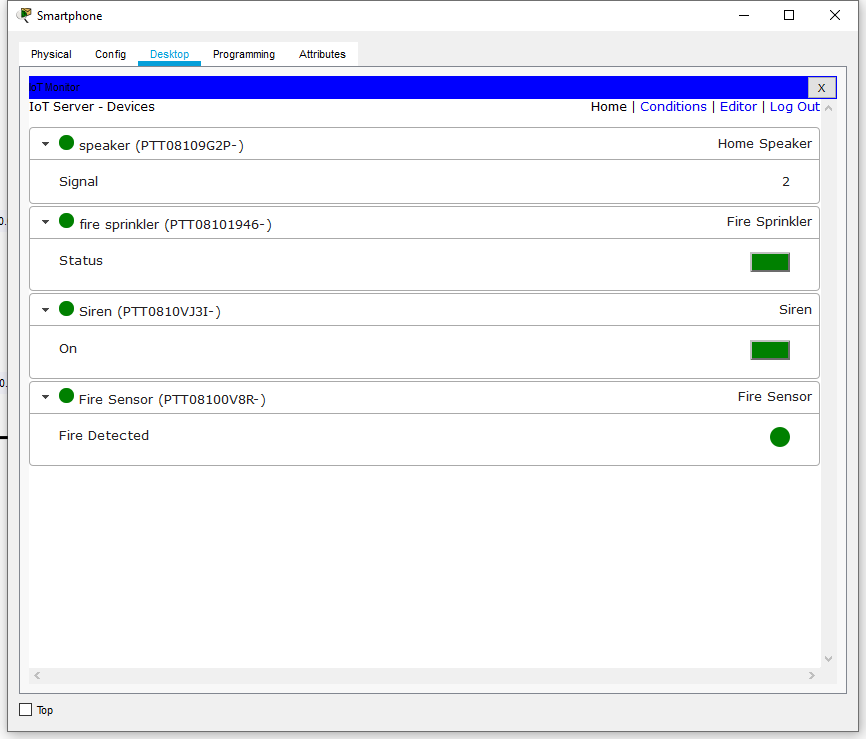 Smartphone
Physical Config Desktop Programming Attributes
IoT Monitor X
IoT Server - Devices Home | Conditions | Editor | Log Out
speaker (PTT08109G2P-) Home Speaker
Signal 2
fire sprinkler (PTT08101946-) Fire Sprinkler
Status
Siren (PTT0810VJ3I-) Siren
On
Fire Sensor (PTT08100V8R-) Fire Sensor
Fire Detected
Top